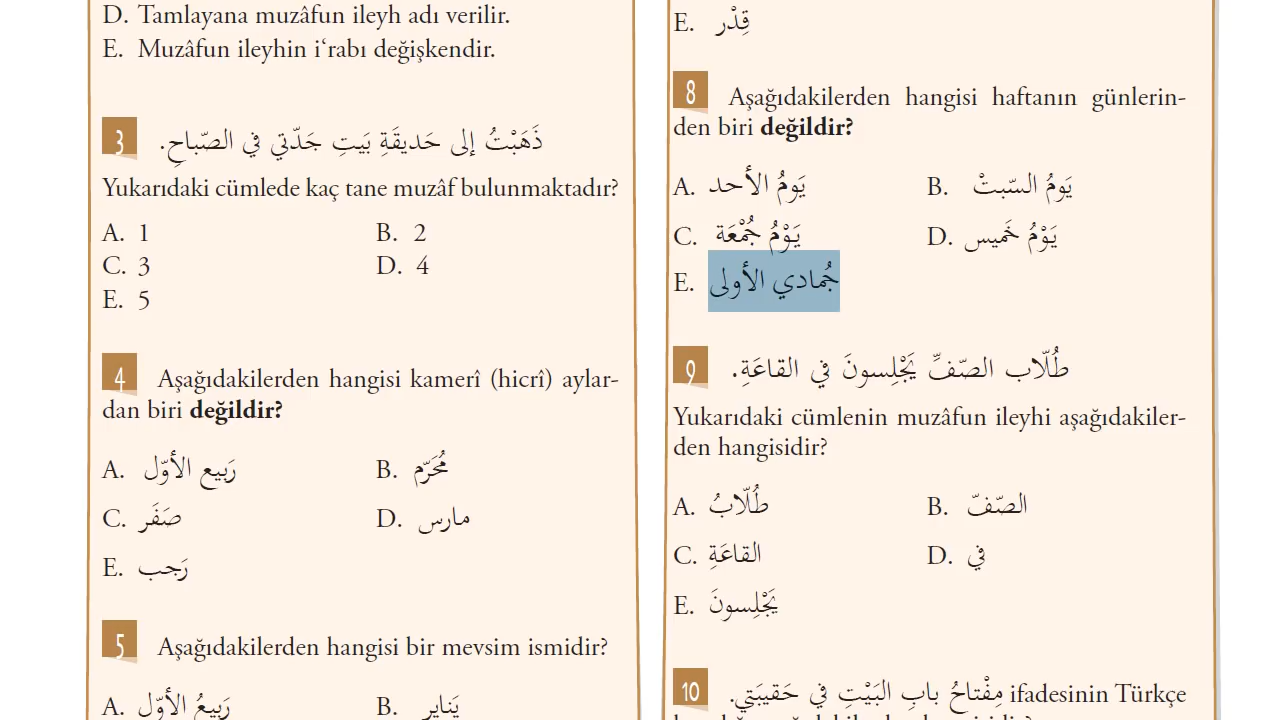 D. Tamlayana muzâfun ileyh adı verilir.
E. Muzâfun ileyhin i‘rabı değişkendir.
3 ذَهَبْتُ إلى حَديقَةِ بَيتِ جَدّتي في الصّباحِ.
Yukarıdaki cümlede kaç tane muzâf bulunmaktadır?
A. 1 B. 2
C. 3 D. 4
E. 5
4 Aşağıdakilerden hangisi kamerî (hicrî) aylar-
dan biri değildir?
A. رَبيع الأوّل B. مُحَرّم
C. صَفَر D. مارس
E. رَجب
5 Aşağıdakilerden hangisi bir mevsim ismidir?
A. رَبيعُ الأوّل B. يَناير
E. قِدْر
8 Aşağıdakilerden hangisi haftanın günlerin-
den biri değildir?
A. يَومُ الأحد B. يَومُ السّبتْ
C. يَوْمُ جُمْعَة D. يَوْمُ خَميس
E. جُمادي الأولى
9 طُلّاب الصّفِّ يَجْلِسونَ في القاعَةِ.
Yukarıdaki cümlenin muzâfun ileyhi aşağıdakiler-
den hangisidir?
A. طُلّابُ B. الصّفّ
C. القاعَةِ D. في
E. يَجْلِسونَ
10 مِفْتاحُ بابِ البَيْتِ في حَقيبَتي. ifadesinin Türkçe